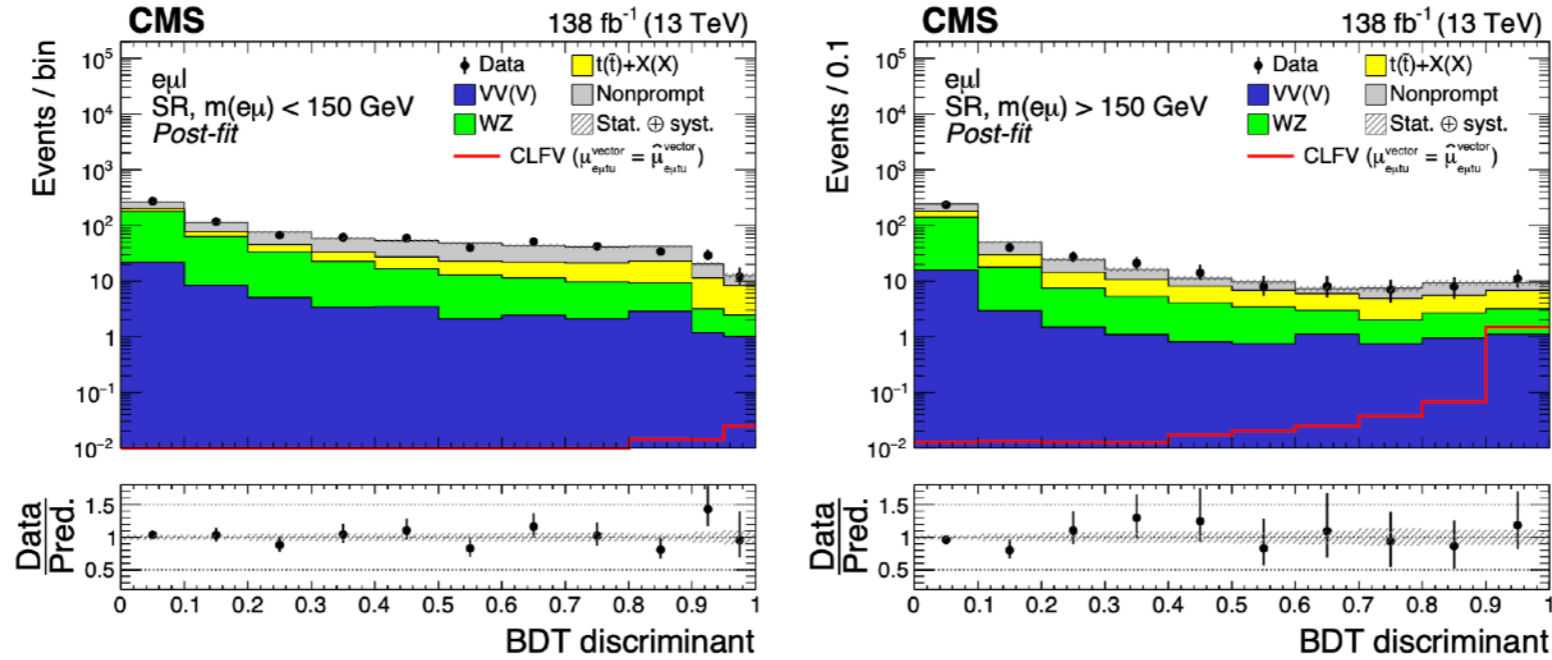 CMS 138 fb⁻¹ (13 TeV)
Events / bin
10⁵
10⁴
10³
10²
10
1
10⁻¹
10⁻²
eμl
SR, m(eμ) < 150 GeV
Post-fit
Data
t(t̄)+X(X)
VV(V)
Nonprompt
WZ
Stat. ⊕ syst.
CLFV (μ^vector_eμtu = μ̂^vector_eμtu)
Data
Pred.
1.5
1
0.5
0 0.1 0.2 0.3 0.4 0.5 0.6 0.7 0.8 0.9 1
BDT discriminant
CMS 138 fb⁻¹ (13 TeV)
Events / 0.1
10⁵
10⁴
10³
10²
10
1
10⁻¹
10⁻²
eμl
SR, m(eμ) > 150 GeV
Post-fit
Data
t(t̄)+X(X)
VV(V)
Nonprompt
WZ
Stat. ⊕ syst.
CLFV (μ^vector_eμtu = μ̂^vector_eμtu)
Data
Pred.
1.5
1
0.5
0 0.1 0.2 0.3 0.4 0.5 0.6 0.7 0.8 0.9 1
BDT discriminant